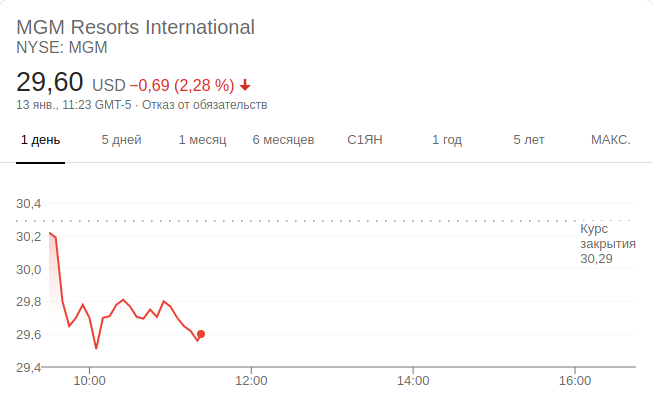 MGM Resorts International
NYSE: MGM
29,60 USD −0,69 (2,28 %)
13 янв., 11:23 GMT-5 · Отказ от обязательств
1 день 5 дней 1 месяц 6 месяцев С1ЯН 1 год 5 лет МАКС.
30,4
Курс
30,2
закрытия
30,29
30,0
29,8
29,6
29,4
10:00 12:00 14:00 16:00